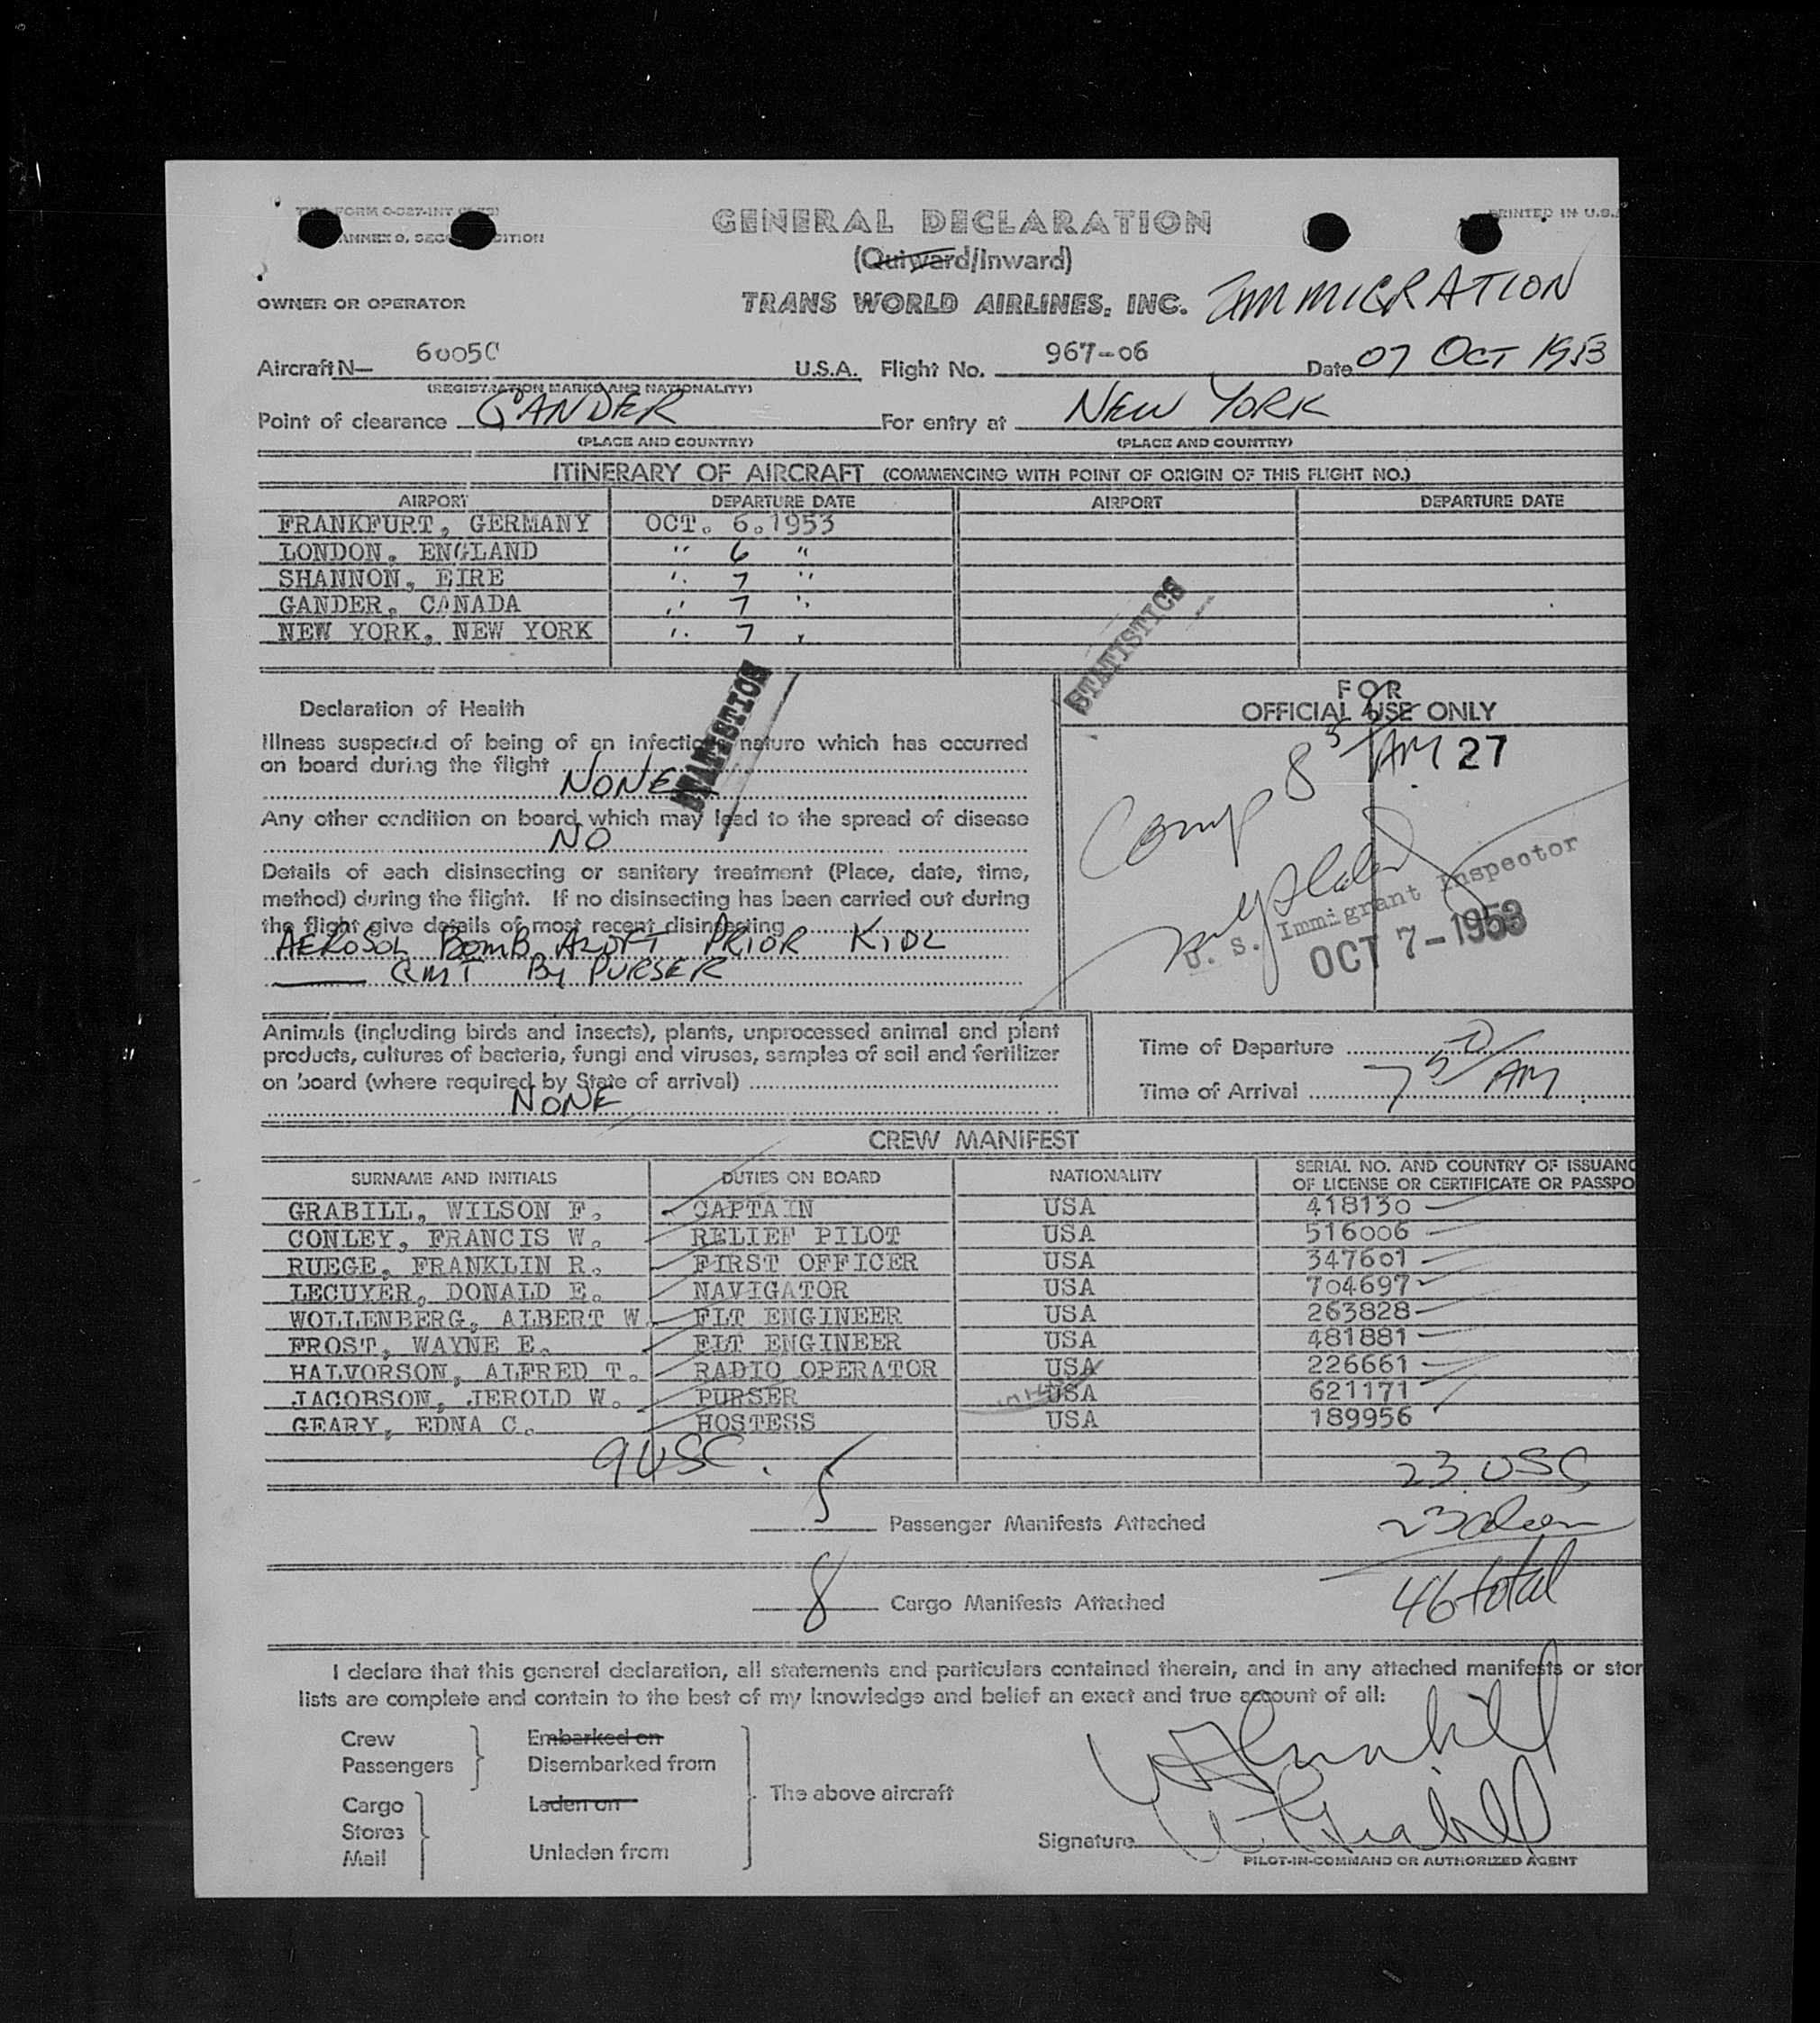 GENERAL DECLARATION
PRINTED IN U.S.
(Outward/Inward)
OWNER OR OPERATOR TRANS WORLD AIRLINES, INC. IMMIGRATION
Aircraft N— 6005C U.S.A. Flight No. 967-06 Date 07 OCT 1953
(REGISTRATION MARKS AND NATIONALITY)
Point of clearance GANDER For entry at NEW YORK
(PLACE AND COUNTRY) (PLACE AND COUNTRY)
ITINERARY OF AIRCRAFT (COMMENCING WITH POINT OF ORIGIN OF THIS FLIGHT NO.)
AIRPORT DEPARTURE DATE AIRPORT DEPARTURE DATE
FRANKFURT, GERMANY OCT. 6.1953
LONDON, ENGLAND " 6 "
SHANNON, EIRE " 7 "
GANDER, CANADA " 7 "
NEW YORK, NEW YORK " 7 "
STATISTICS
Declaration of Health
Illness suspected of being of an infectious nature which has occurred
on board during the flight
NONE
Any other condition on board which may lead to the spread of disease
NO
Details of each disinsecting or sanitary treatment (Place, date, time,
method) during the flight. If no disinsecting has been carried out during
the flight give details of most recent disinsecting
AEROSOL BOMB ALOFT PRIOR KIDL
GMT By PURSER
FOR
OFFICIAL USE ONLY
8 AM 27
Comp
U. S. Immigrant Inspector
OCT 7-1953
Animals (including birds and insects), plants, unprocessed animal and plant
products, cultures of bacteria, fungi and viruses, samples of soil and fertilizer
on board (where required by State of arrival)
NONE
Time of Departure
Time of Arrival 7 AM
CREW MANIFEST
SURNAME AND INITIALS DUTIES ON BOARD NATIONALITY SERIAL NO. AND COUNTRY OF ISSUANC
OF LICENSE OR CERTIFICATE OR PASSPO
GRABILL, WILSON F. CAPTAIN USA 418130
CONLEY, FRANCIS W. RELIEF PILOT USA 516006
RUEGE, FRANKLIN R. FIRST OFFICER USA 347601
LECUYER, DONALD E. NAVIGATOR USA 704697
WOLLENBERG, ALBERT W. FLT ENGINEER USA 263828
FROST, WAYNE E. FLT ENGINEER USA 481881
HALVORSON, ALFRED T. RADIO OPERATOR USA 226661
JACOBSON, JEROLD W. PURSER USA 621171
GEARY, EDNA C. HOSTESS USA 189956
9 USC.
23 USC
5 Passenger Manifests Attached
23 alien
8 Cargo Manifests Attached
46 total
I declare that this general declaration, all statements and particulars contained therein, and in any attached manifests or stor
lists are complete and contain to the best of my knowledge and belief an exact and true account of all:
Crew Embarked on
Passengers Disembarked from
The above aircraft
Cargo Laden on
Stores
Mail Unladen from
Signature WF Grabill
W F Grabill
PILOT-IN-COMMAND OR AUTHORIZED AGENT